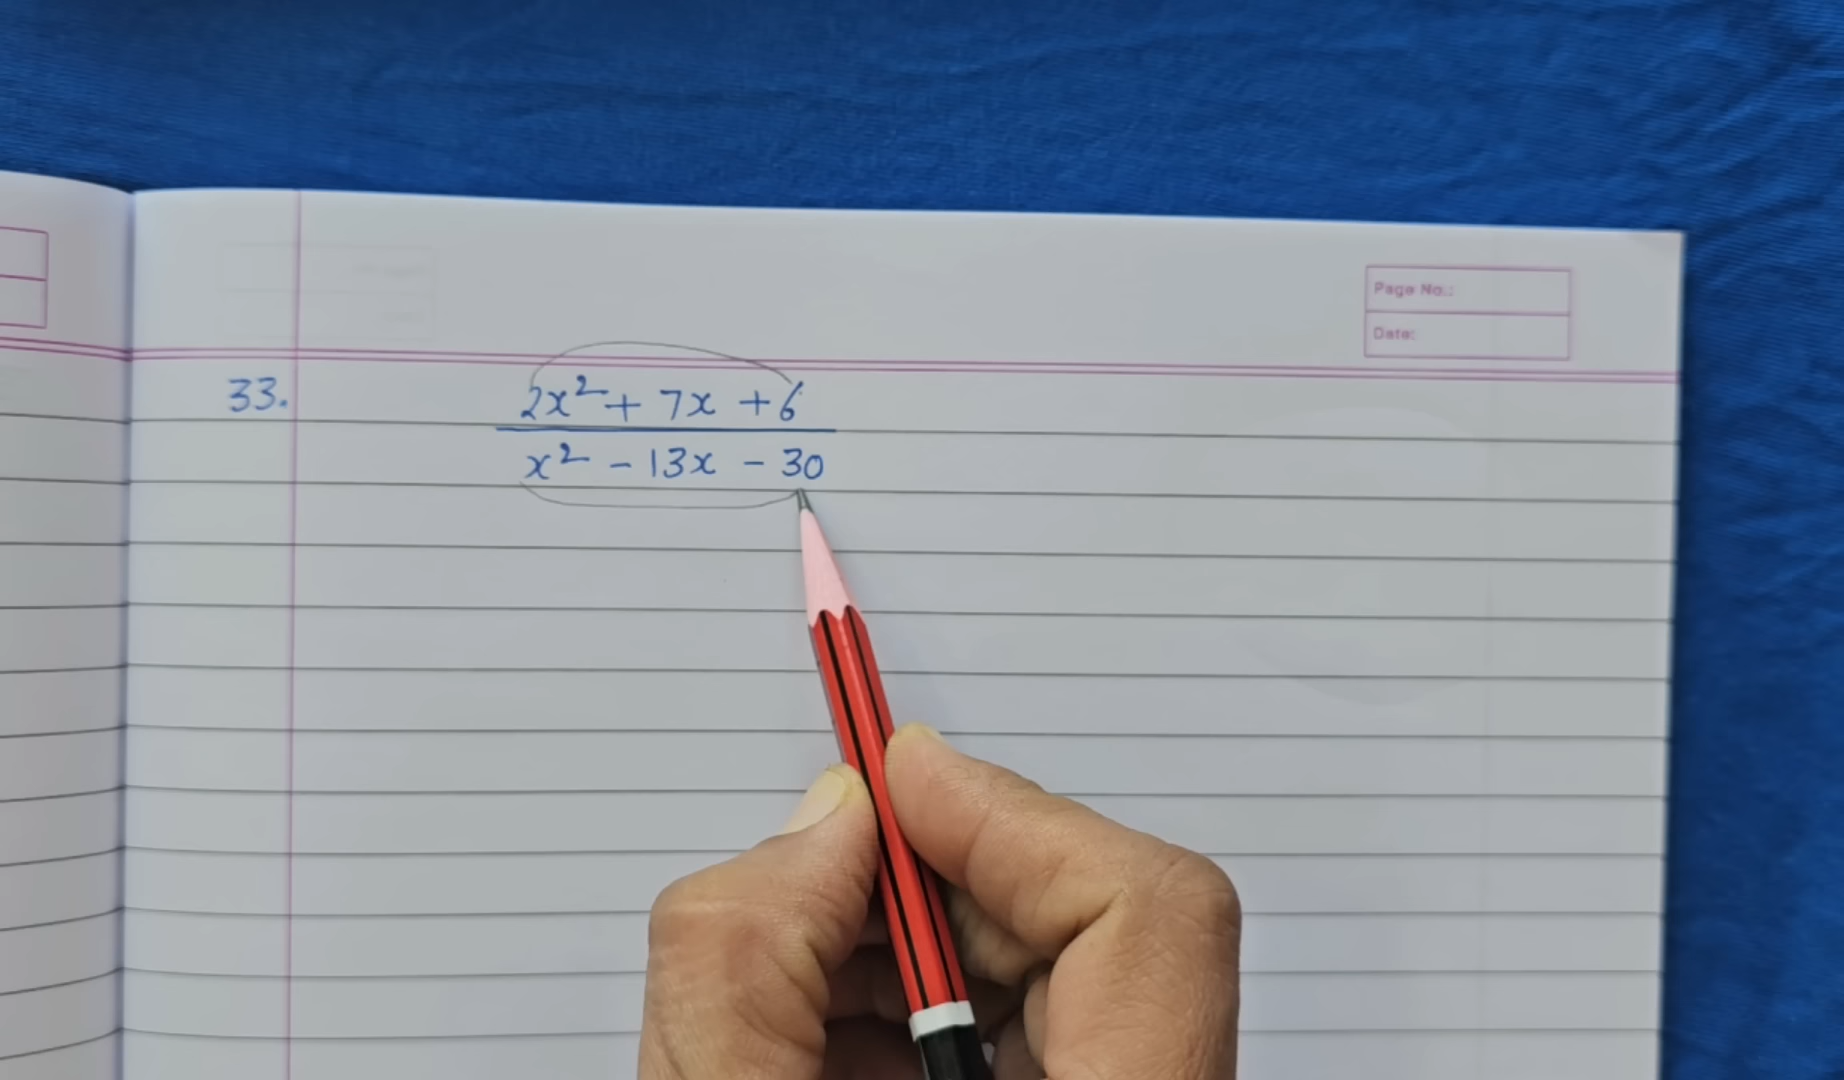 Page No.:
Date:
33.
2x² + 7x + 6
x² - 13x - 30